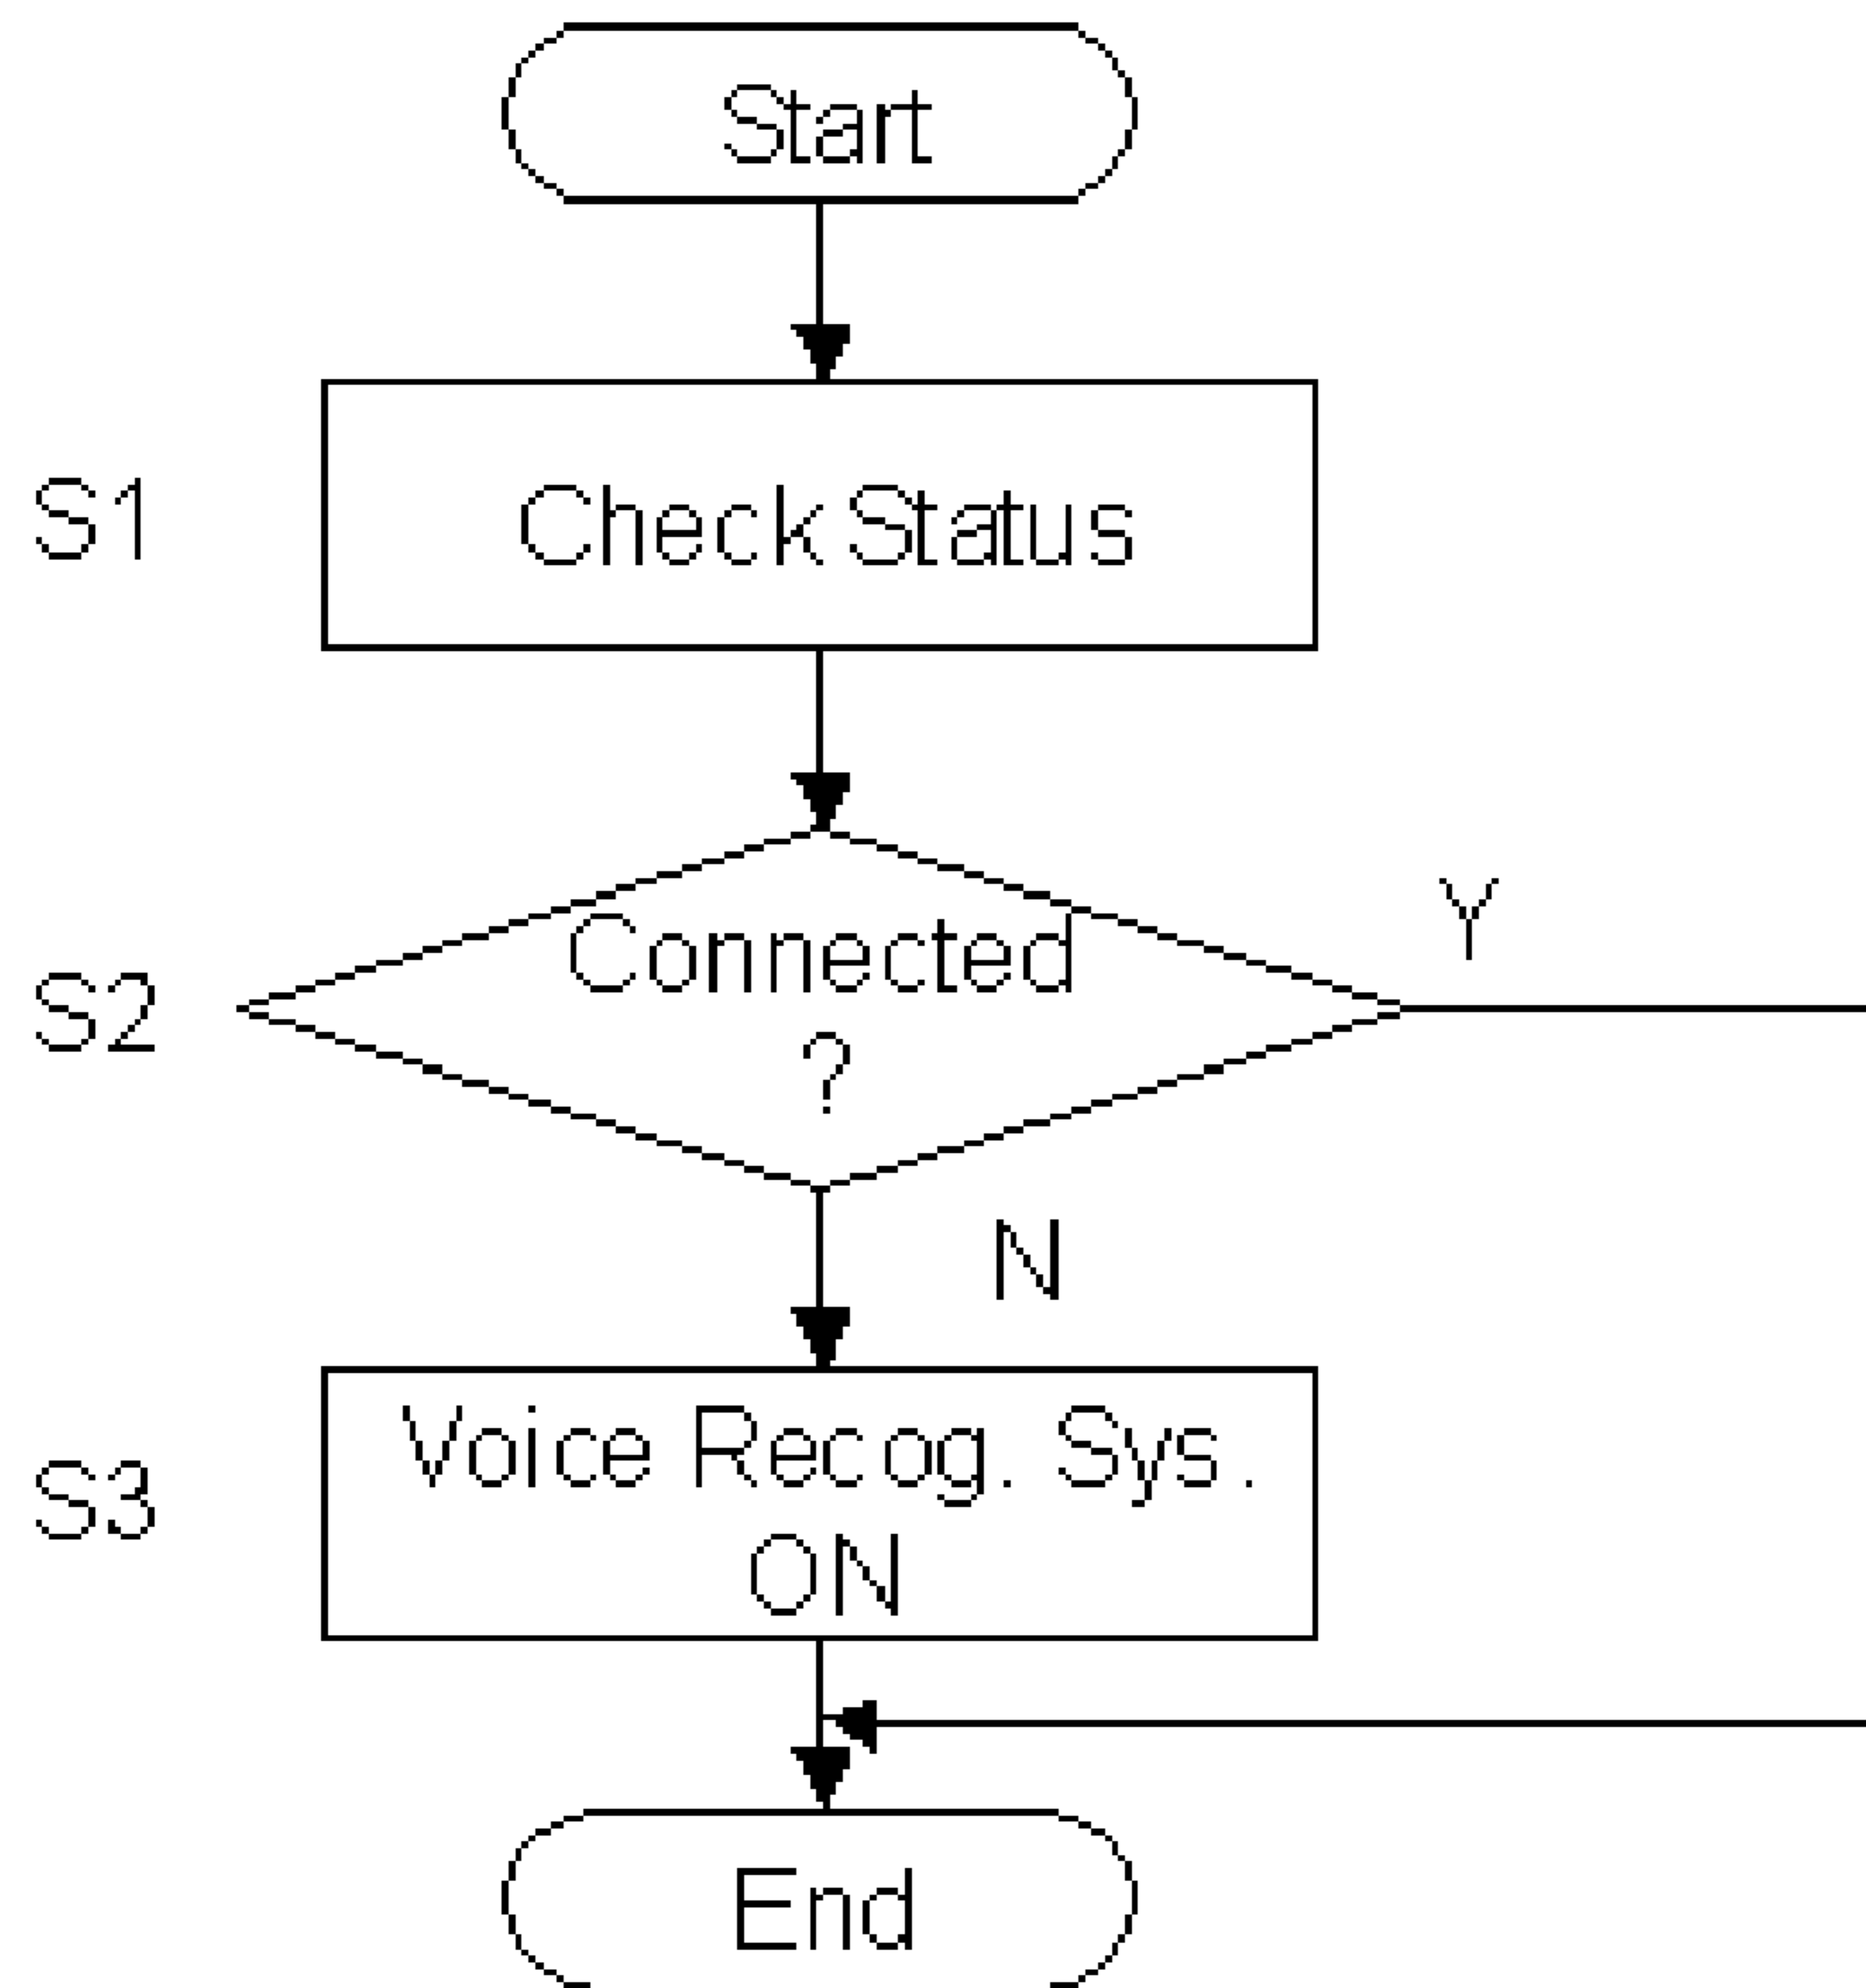 Start
S1
Check Status
Y
Connected
S2
?
N
Voice Recog. Sys.
S3
ON
End